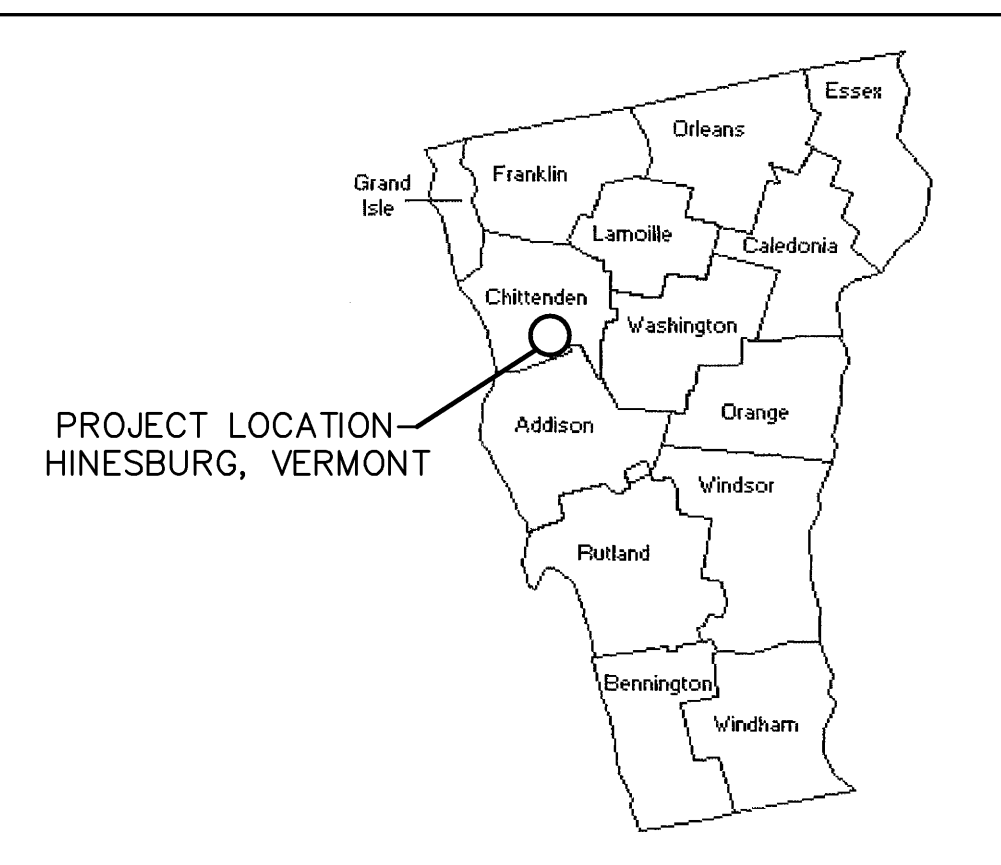 Essex
Orleans
Franklin
Grand
Isle
Lamoille
Caledonia
Chittenden
Washington
PROJECT LOCATION
HINESBURG, VERMONT
Addison
Orange
Windsor
Rutland
Bennington
Windham